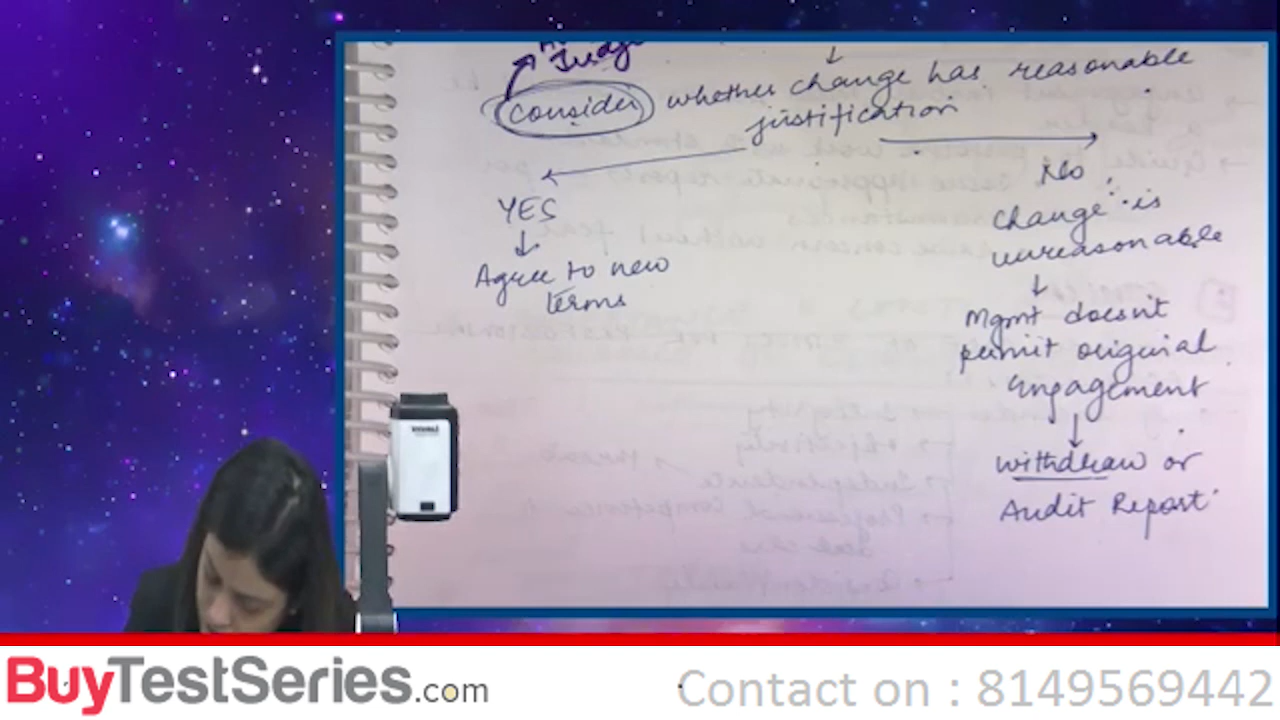 Judge
Consider whether change has reasonable
justification
YES
Agree to new
terms
No
Change is
unreasonable
Mgmt doesn't
permit original
engagement
withdraw or
Audit Report
BuyTestSeries.com
Contact on : 8149569442